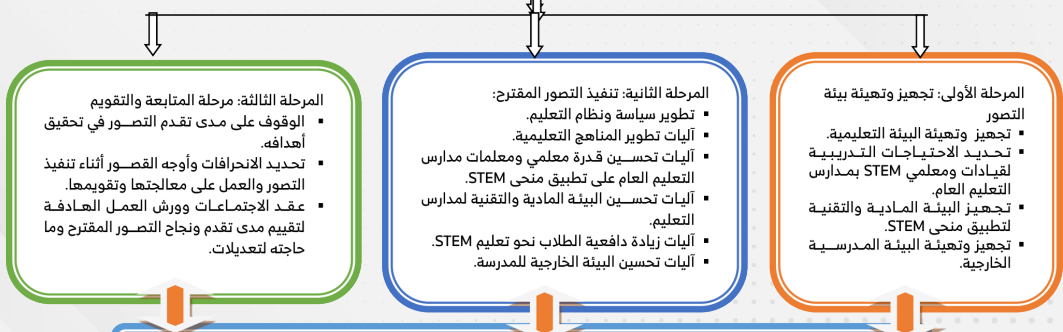 المرحلة الأولى: تجهيز وتهيئة بيئة
التصور
▪ تجهيز وتهيئة البيئة التعليمية.
▪ تحديد الاحتياجات التدريبية
لقيادات ومعلمي STEM بمدارس
التعليم العام.
▪ تجهيز البيئة المادية والتقنية
لتطبيق منحى STEM.
▪ تجهيز وتهيئة البيئة المدرسية
الخارجية.
المرحلة الثانية: تنفيذ التصور المقترح:
▪ تطوير سياسة ونظام التعليم.
▪ آليات تطوير المناهج التعليمية.
▪ آليات تحسين قدرة معلمي ومعلمات مدارس
التعليم العام على تطبيق منحى STEM.
▪ آليات تحسين البيئة المادية والتقنية لمدارس
التعليم.
▪ آليات زيادة دافعية الطلاب نحو تعليم STEM.
▪ آليات تحسين البيئة الخارجية للمدرسة.
المرحلة الثالثة: مرحلة المتابعة والتقويم
▪ الوقوف على مدى تقدم التصور في تحقيق
أهدافه.
▪ تحديد الانحرافات وأوجه القصور أثناء تنفيذ
التصور والعمل على معالجتها وتقويمها.
▪ عقد الاجتماعات وورش العمل الهادفة
لتقييم مدى تقدم ونجاح التصور المقترح وما
حاجته لتعديلات.